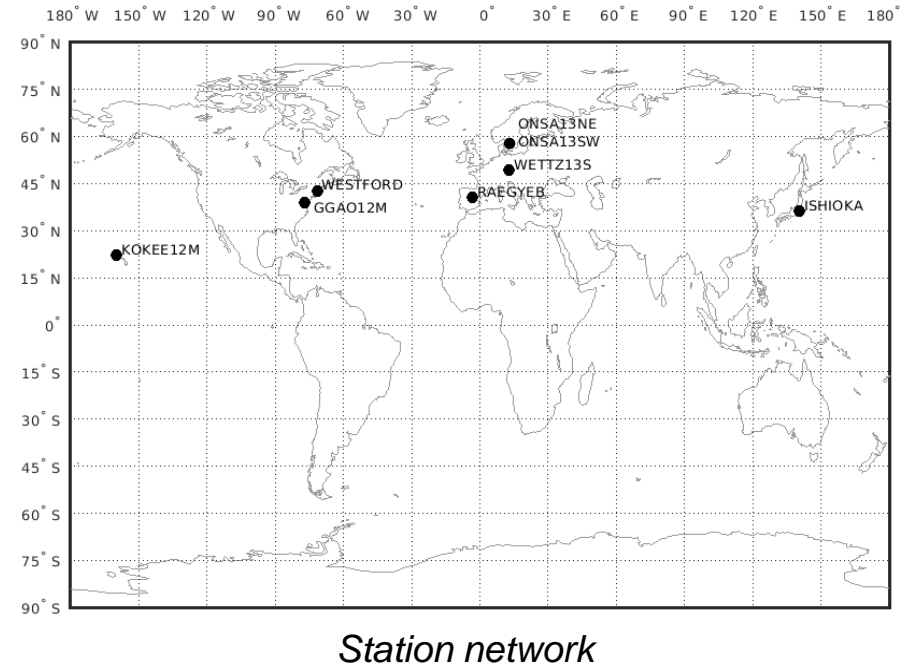 180° W 150° W 120° W 90° W 60° W 30° W 0° 30° E 60° E 90° E 120° E 150° E 180°
90° N
75° N
60° N
45° N
30° N
15° N
0°
15° S
30° S
45° S
60° S
75° S
90° S
ONSA13NE
ONSA13SW
WETTZ13S
WESTFORD
RAEGYEB
GGAO12M
ISHIOKA
KOKEE12M
Station network